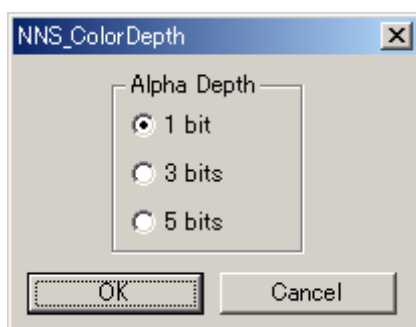 NNS_ColorDepth
Alpha Depth
1 bit
3 bits
5 bits
OK
Cancel